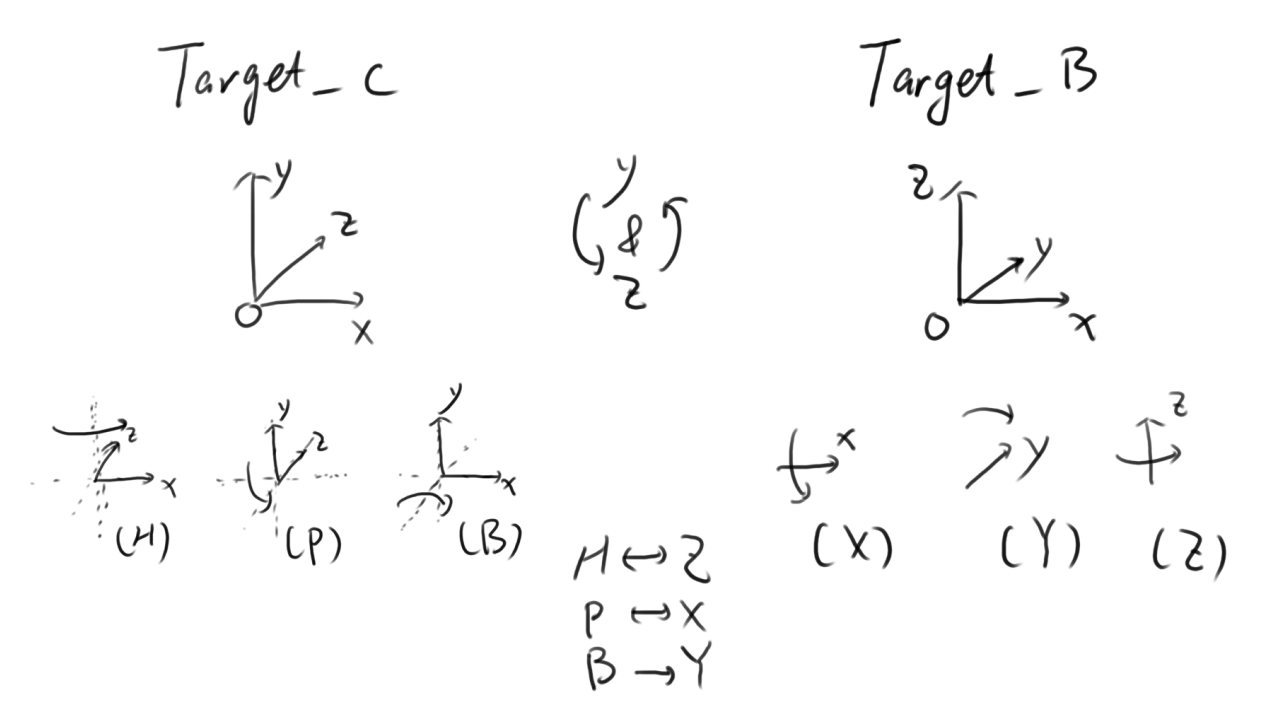 Target_C
Target_B
y
z
O
x
y
&
z
z
y
O
x
z
x
(H)
y
z
(P)
y
x
(B)
x
(X)
y
(Y)
z
(Z)
H ↔ Z
P ↔ X
B → Y